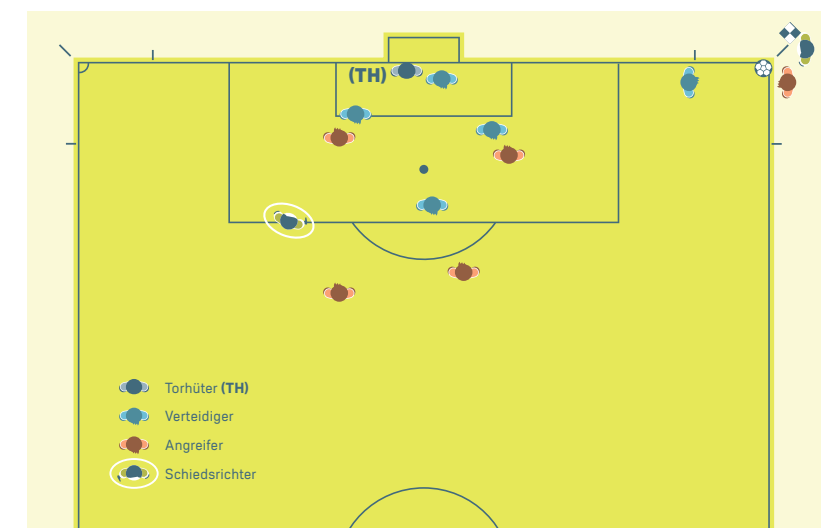 (TH)
Torhüter (TH)
Verteidiger
Angreifer
Schiedsrichter